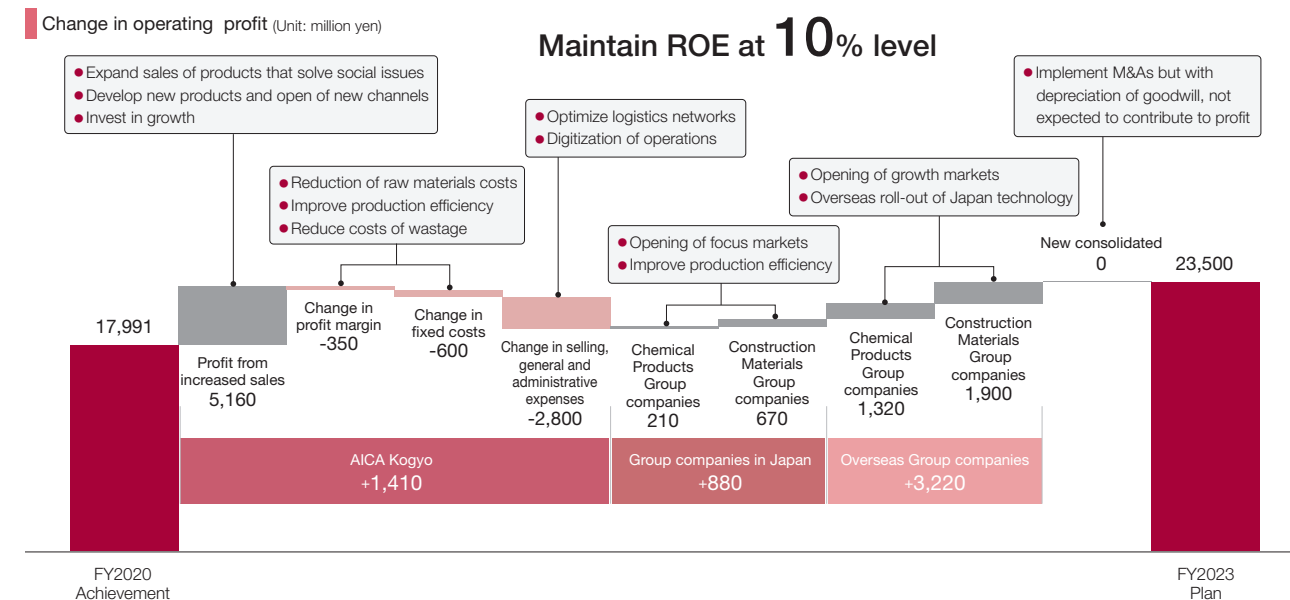 Change in operating profit (Unit: million yen)
Maintain ROE at 10% level
● Expand sales of products that solve social issues
● Develop new products and open of new channels
● Invest in growth
● Reduction of raw materials costs
● Improve production efficiency
● Reduce costs of wastage
● Optimize logistics networks
● Digitization of operations
● Opening of focus markets
● Improve production efficiency
● Opening of growth markets
● Overseas roll-out of Japan technology
● Implement M&As but with
depreciation of goodwill, not
expected to contribute to profit
17,991
Profit from
increased sales
5,160
Change in
profit margin
-350
Change in
fixed costs
-600
Change in selling,
general and
administrative
expenses
-2,800
Chemical
Products
Group
companies
210
Construction
Materials
Group
companies
670
Chemical
Products
Group
companies
1,320
Construction
Materials
Group
companies
1,900
New consolidated
0
23,500
AICA Kogyo
+1,410
Group companies in Japan
+880
Overseas Group companies
+3,220
FY2020
Achievement
FY2023
Plan